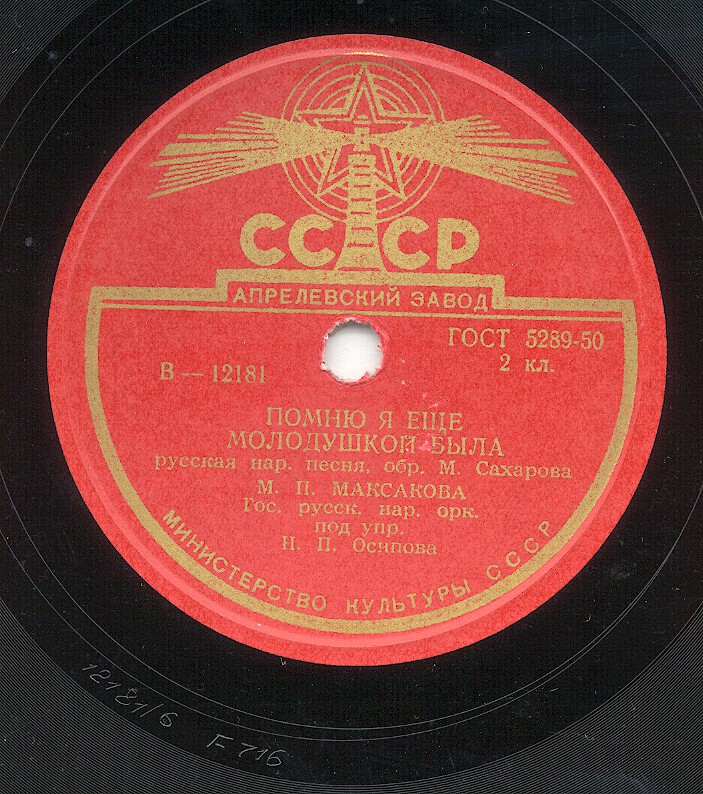 СССР
АПРЕЛЕВСКИЙ ЗАВОД
ГОСТ 5289-50
2 кл.
В — 12181
ПОМНЮ Я ЕЩЕ
МОЛОДУШКОЙ БЫЛА
русская нар. песня, обр. М. Сахарова
М. П. МАКСАКОВА
Гос. русск. нар. орк.
под упр.
Н. П. Осипова
МИНИСТЕРСТВО КУЛЬТУРЫ СССР
12181/6
F 716